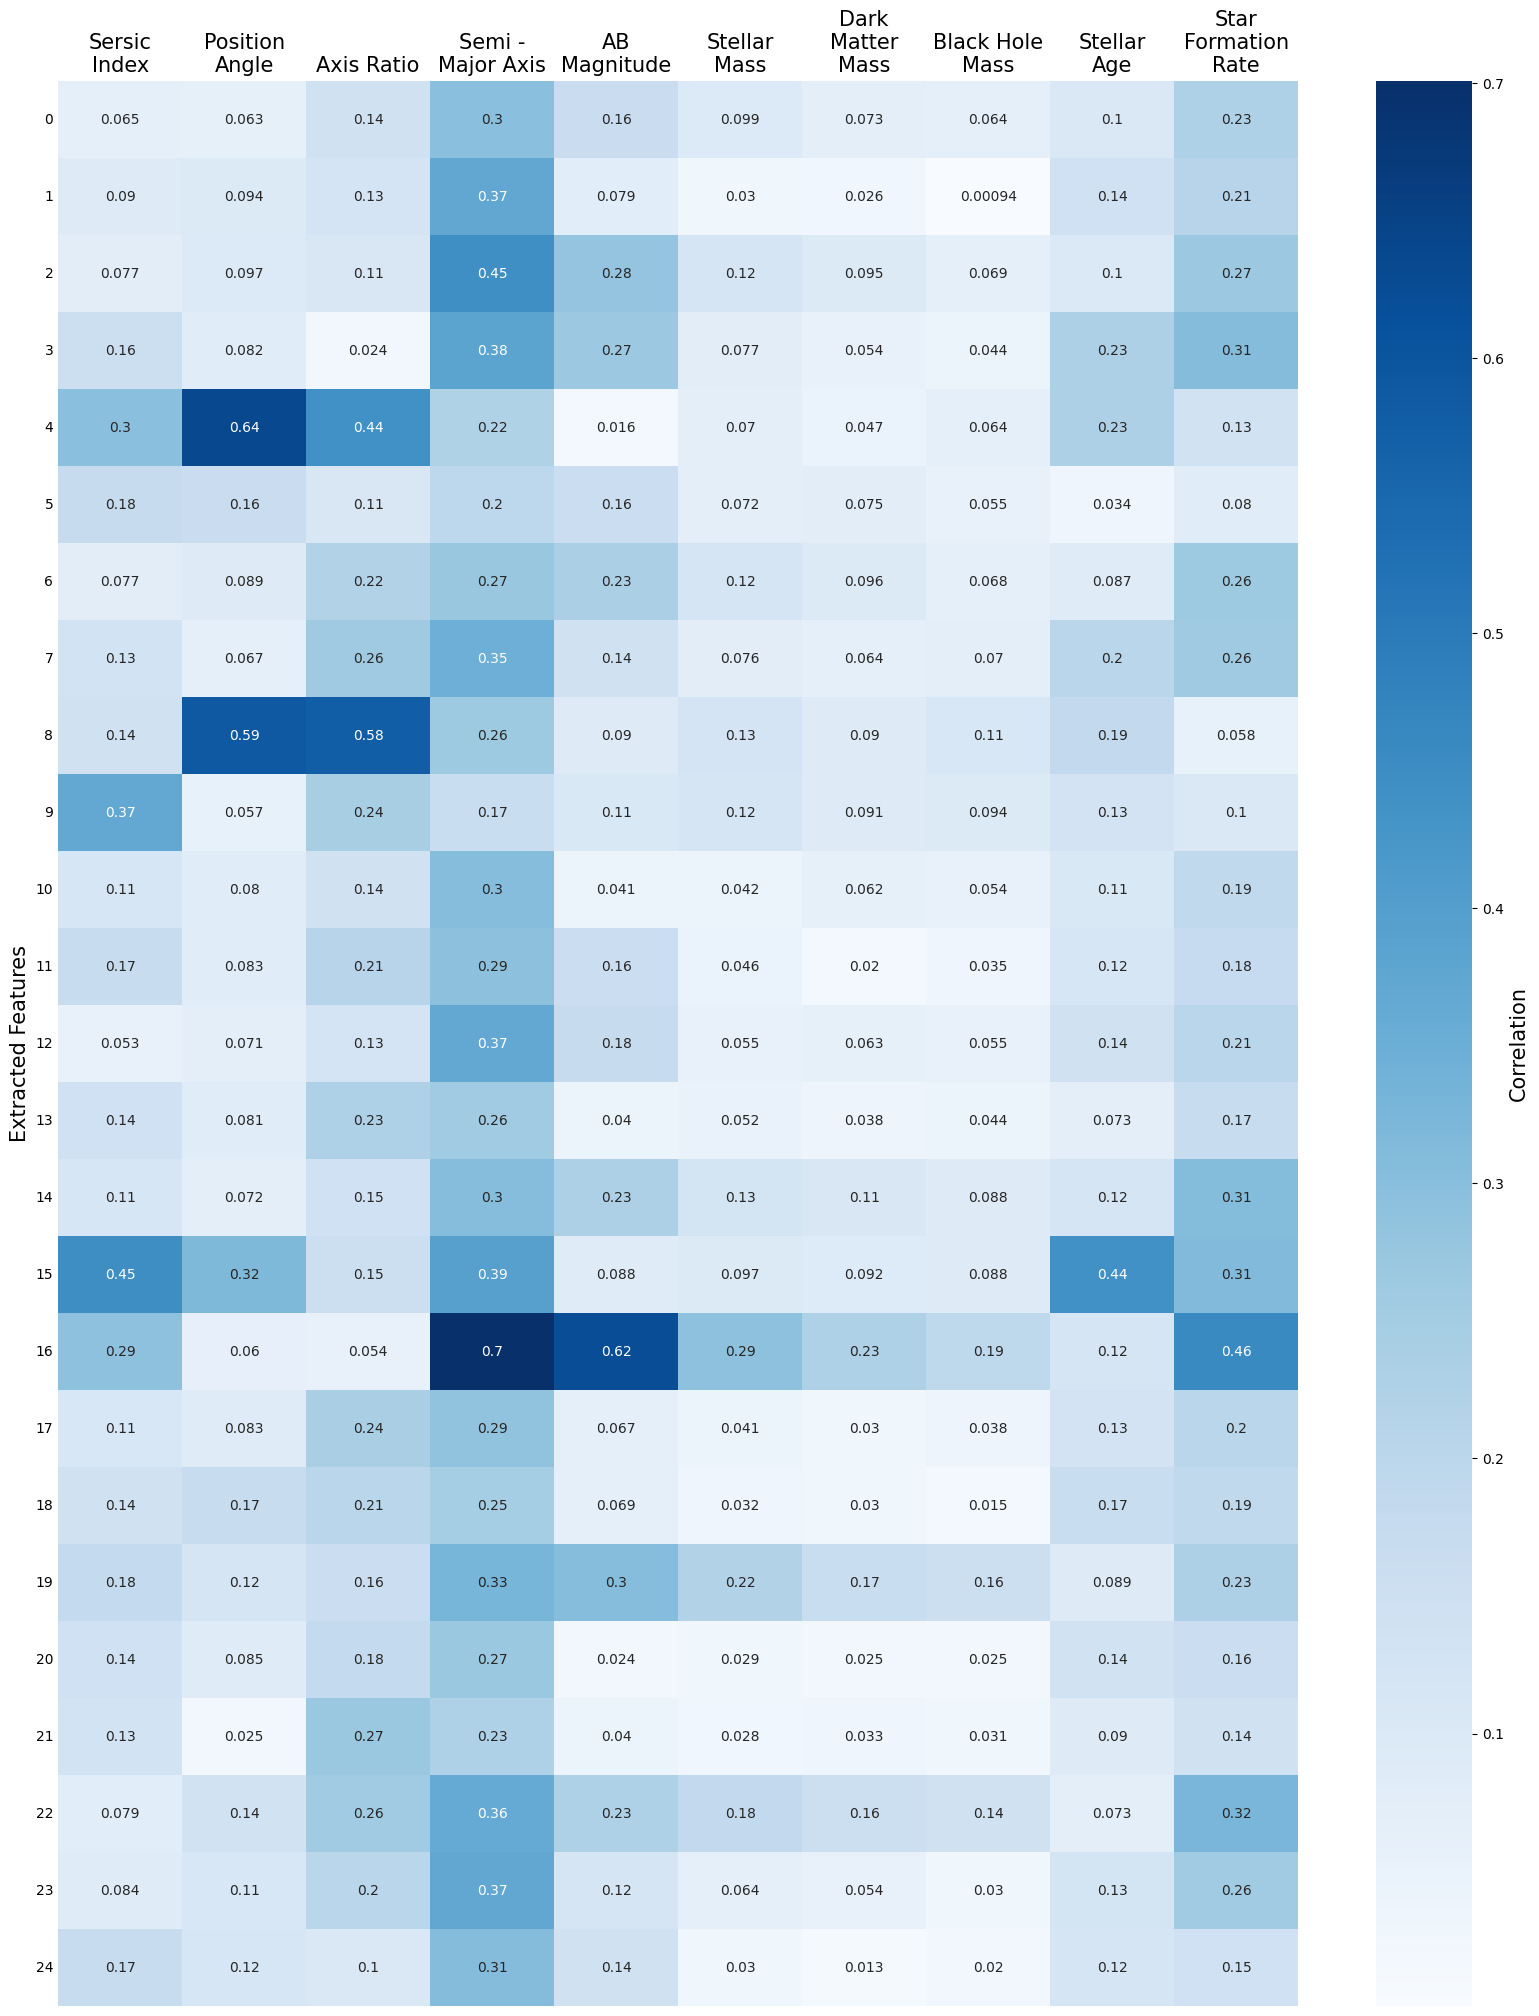 Sersic Index
Position Angle
Axis Ratio
Semi - Major Axis
AB Magnitude
Stellar Mass
Dark Matter Mass
Black Hole Mass
Stellar Age
Star Formation Rate
0 0.065 0.063 0.14 0.3 0.16 0.099 0.073 0.064 0.1 0.23
1 0.09 0.094 0.13 0.37 0.079 0.03 0.026 0.00094 0.14 0.21
2 0.077 0.097 0.11 0.45 0.28 0.12 0.095 0.069 0.1 0.27
3 0.16 0.082 0.024 0.38 0.27 0.077 0.054 0.044 0.23 0.31
4 0.3 0.64 0.44 0.22 0.016 0.07 0.047 0.064 0.23 0.13
5 0.18 0.16 0.11 0.2 0.16 0.072 0.075 0.055 0.034 0.08
6 0.077 0.089 0.22 0.27 0.23 0.12 0.096 0.068 0.087 0.26
7 0.13 0.067 0.26 0.35 0.14 0.076 0.064 0.07 0.2 0.26
8 0.14 0.59 0.58 0.26 0.09 0.13 0.09 0.11 0.19 0.058
9 0.37 0.057 0.24 0.17 0.11 0.12 0.091 0.094 0.13 0.1
10 0.11 0.08 0.14 0.3 0.041 0.042 0.062 0.054 0.11 0.19
11 0.17 0.083 0.21 0.29 0.16 0.046 0.02 0.035 0.12 0.18
12 0.053 0.071 0.13 0.37 0.18 0.055 0.063 0.055 0.14 0.21
13 0.14 0.081 0.23 0.26 0.04 0.052 0.038 0.044 0.073 0.17
14 0.11 0.072 0.15 0.3 0.23 0.13 0.11 0.088 0.12 0.31
15 0.45 0.32 0.15 0.39 0.088 0.097 0.092 0.088 0.44 0.31
16 0.29 0.06 0.054 0.7 0.62 0.29 0.23 0.19 0.12 0.46
17 0.11 0.083 0.24 0.29 0.067 0.041 0.03 0.038 0.13 0.2
18 0.14 0.17 0.21 0.25 0.069 0.032 0.03 0.015 0.17 0.19
19 0.18 0.12 0.16 0.33 0.3 0.22 0.17 0.16 0.089 0.23
20 0.14 0.085 0.18 0.27 0.024 0.029 0.025 0.025 0.14 0.16
21 0.13 0.025 0.27 0.23 0.04 0.028 0.033 0.031 0.09 0.14
22 0.079 0.14 0.26 0.36 0.23 0.18 0.16 0.14 0.073 0.32
23 0.084 0.11 0.2 0.37 0.12 0.064 0.054 0.03 0.13 0.26
24 0.17 0.12 0.1 0.31 0.14 0.03 0.013 0.02 0.12 0.15
Extracted Features
0.7
0.6
0.5
0.4
0.3
0.2
0.1
Correlation